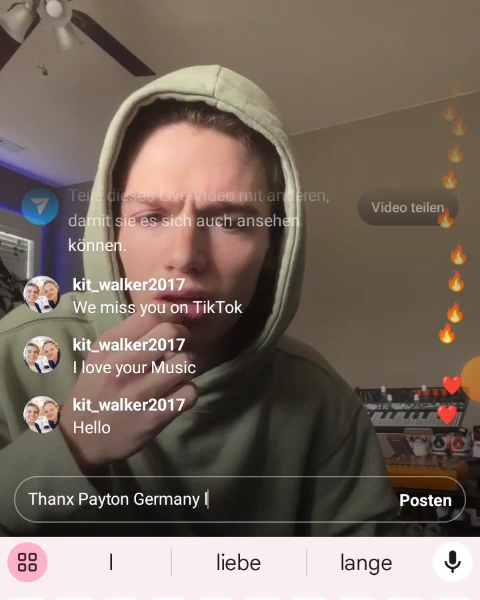 Teile dieses Live-Video mit anderen,
damit sie es sich auch ansehen
können.
Video teilen
kit_walker2017
We miss you on TikTok
kit_walker2017
I love your Music
kit_walker2017
Hello
Thanx Payton Germany l
Posten
l
liebe
lange